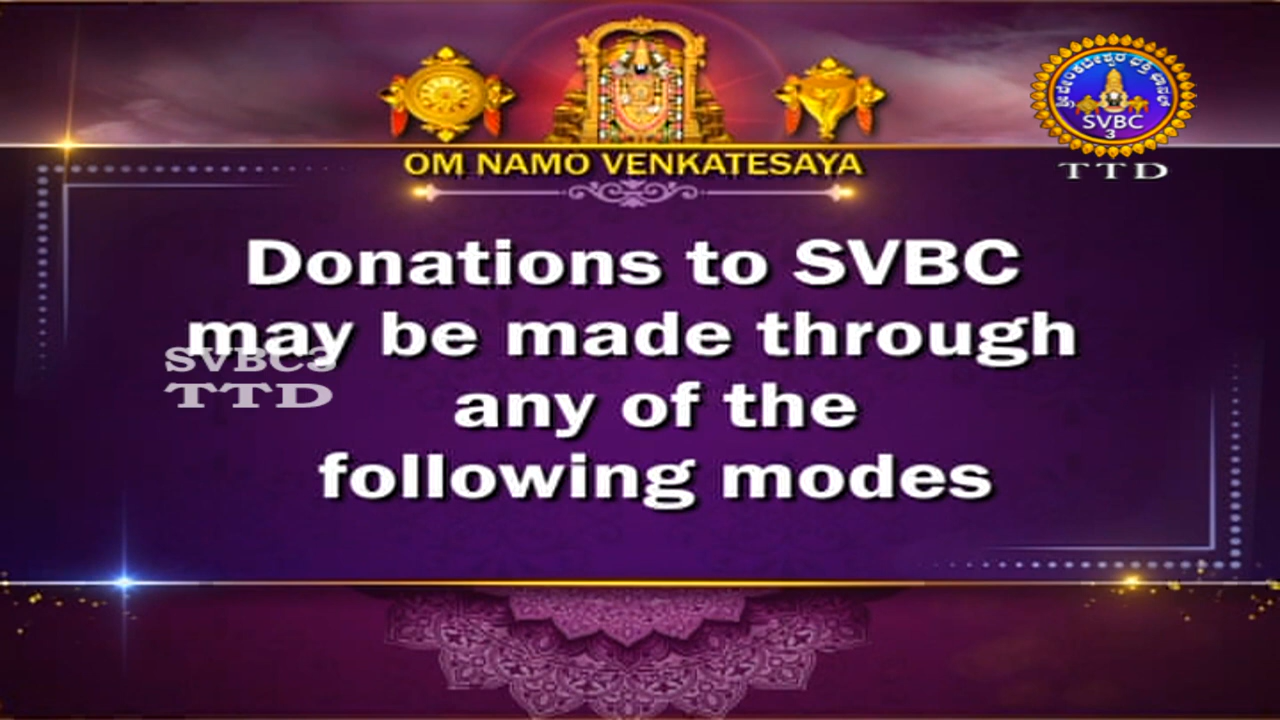 OM NAMO VENKATESAYA
SVBC
3
TTD
Donations to SVBC
may be made through
any of the
following modes
SVBC3
TTD